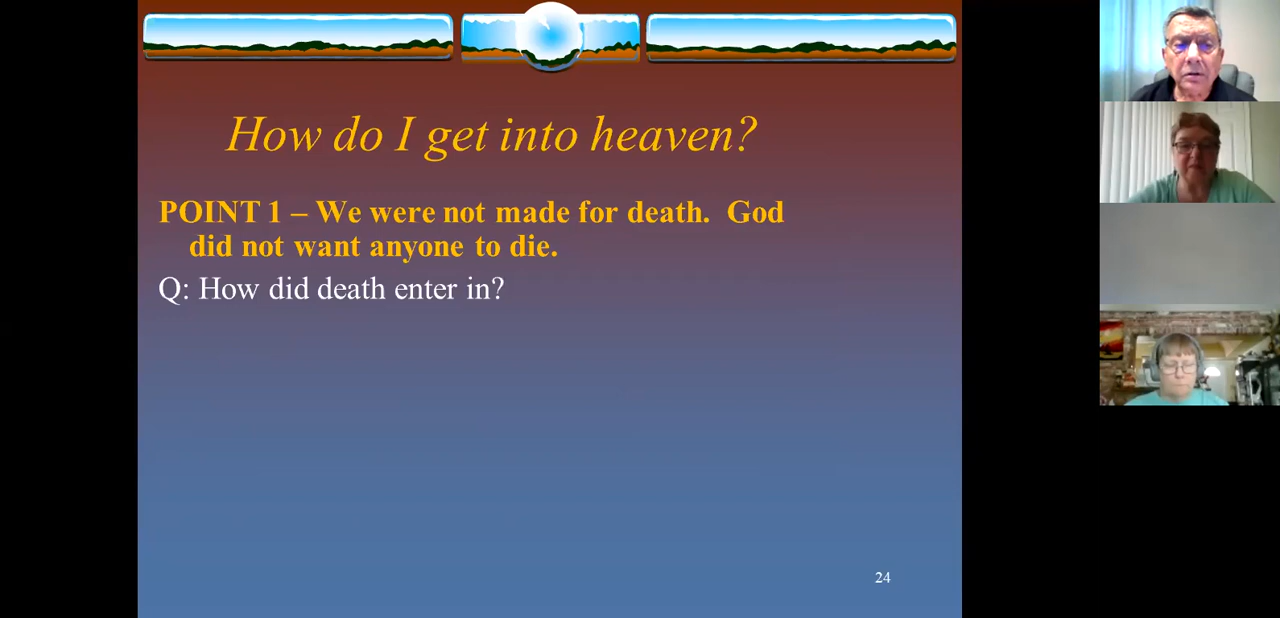 How do I get into heaven?
POINT 1 – We were not made for death.  God
did not want anyone to die.
Q: How did death enter in?
24